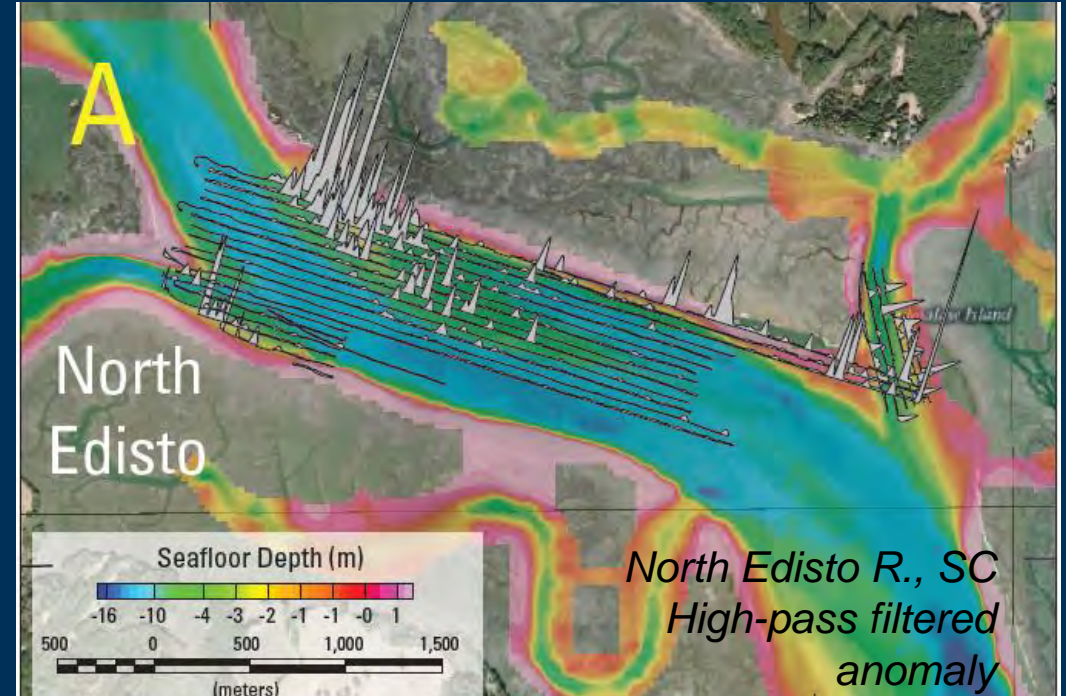 A
North
Edisto
Island
Seafloor Depth (m)
-16 -10 -4 -3 -2 -1 -1 -0 1
500 0 500 1,000 1,500
(meters)
North Edisto R., SC
High-pass filtered
anomaly